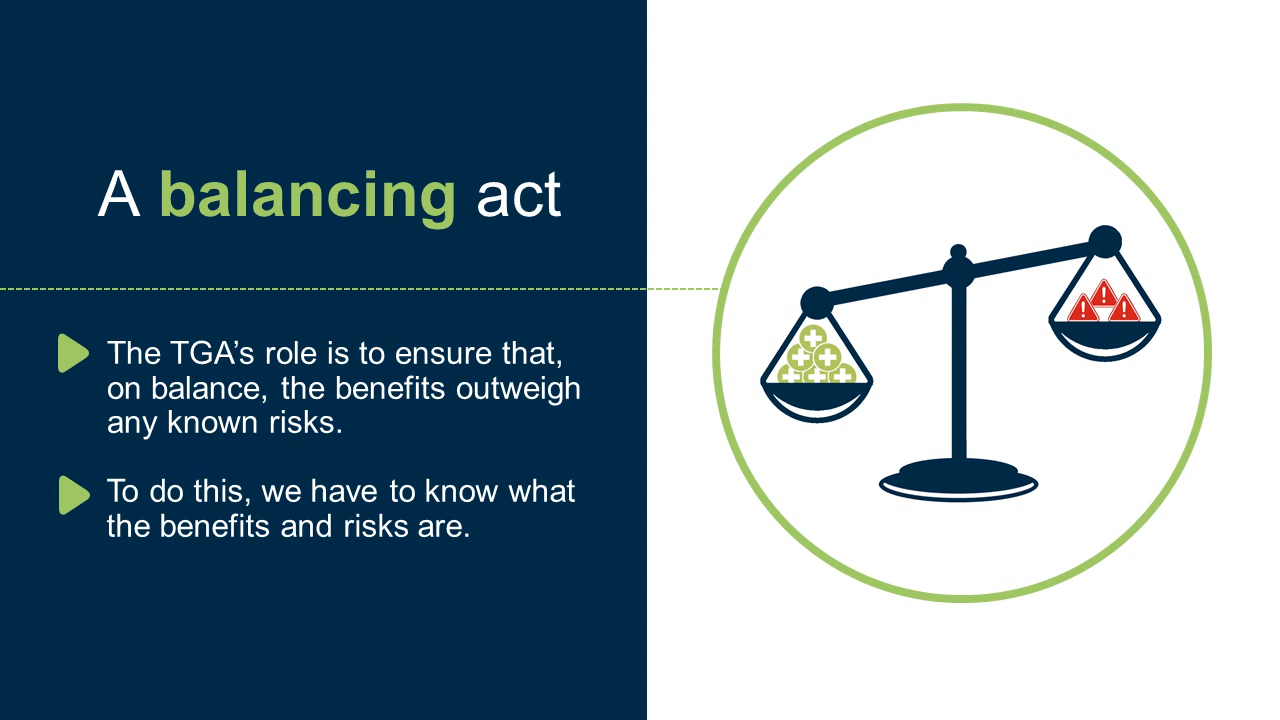 A balancing act
The TGA’s role is to ensure that,
on balance, the benefits outweigh
any known risks.
To do this, we have to know what
the benefits and risks are.